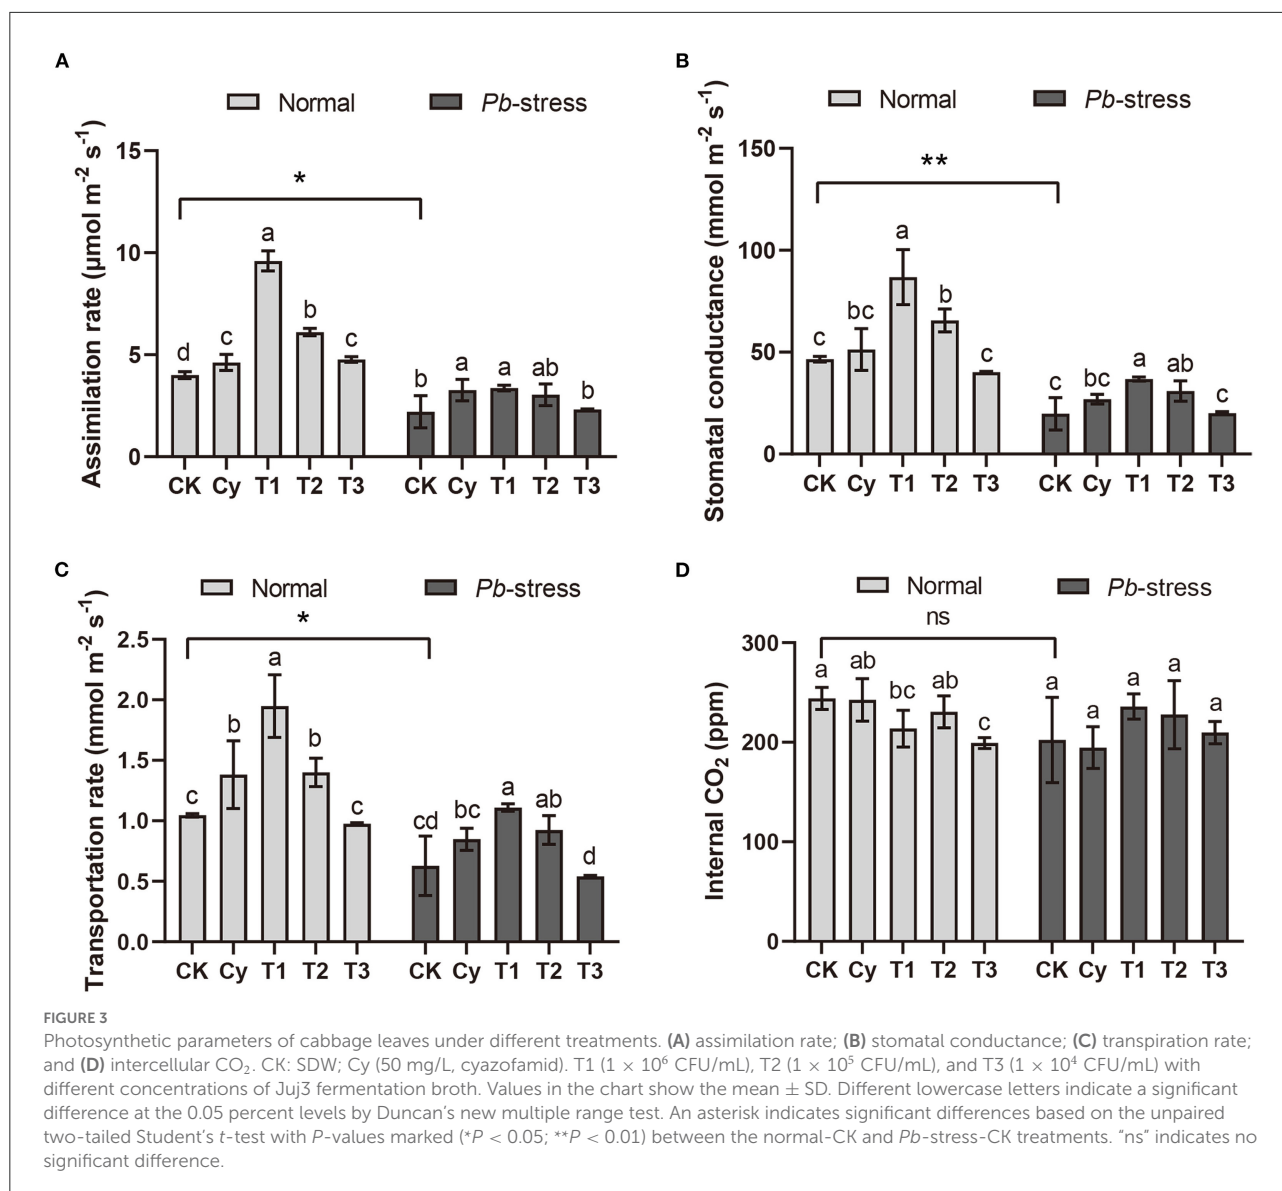 A
Normal
Pb-stress
Assimilation rate (μmol m⁻² s⁻¹)
15
10
5
0
*
d
c
a
b
c
b
a
a
ab
b
CK Cy T1 T2 T3 CK Cy T1 T2 T3
B
Normal
Pb-stress
Stomatal conductance (mmol m⁻² s⁻¹)
150
100
50
0
**
c
bc
a
b
c
c
bc
a
ab
c
CK Cy T1 T2 T3 CK Cy T1 T2 T3
C
Normal
Pb-stress
Transportation rate (mmol m⁻² s⁻¹)
2.5
2.0
1.5
1.0
0.5
0.0
*
c
b
a
b
c
cd
bc
a
ab
d
CK Cy T1 T2 T3 CK Cy T1 T2 T3
D
Normal
Pb-stress
Internal CO₂ (ppm)
300
200
100
0
ns
a
ab
bc
ab
c
a
a
a
a
a
CK Cy T1 T2 T3 CK Cy T1 T2 T3
FIGURE 3
Photosynthetic parameters of cabbage leaves under different treatments. (A) assimilation rate; (B) stomatal conductance; (C) transpiration rate;
and (D) intercellular CO₂. CK: SDW; Cy (50 mg/L, cyazofamid). T1 (1 × 10⁶ CFU/mL), T2 (1 × 10⁵ CFU/mL), and T3 (1 × 10⁴ CFU/mL) with
different concentrations of Juj3 fermentation broth. Values in the chart show the mean ± SD. Different lowercase letters indicate a significant
difference at the 0.05 percent levels by Duncan's new multiple range test. An asterisk indicates significant differences based on the unpaired
two-tailed Student's t-test with P-values marked (*P < 0.05; **P < 0.01) between the normal-CK and Pb-stress-CK treatments. "ns" indicates no
significant difference.